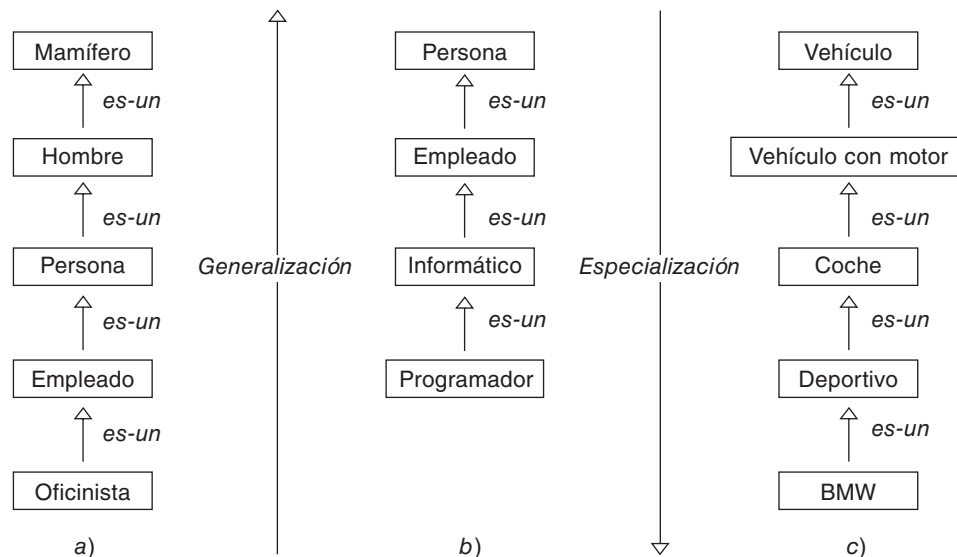 Mamífero
es-un
Hombre
es-un
Persona
es-un
Empleado
es-un
Oficinista
a)
Generalización
Persona
es-un
Empleado
es-un
Informático
es-un
Programador
b)
Especialización
Vehículo
es-un
Vehículo con motor
es-un
Coche
es-un
Deportivo
es-un
BMW
c)